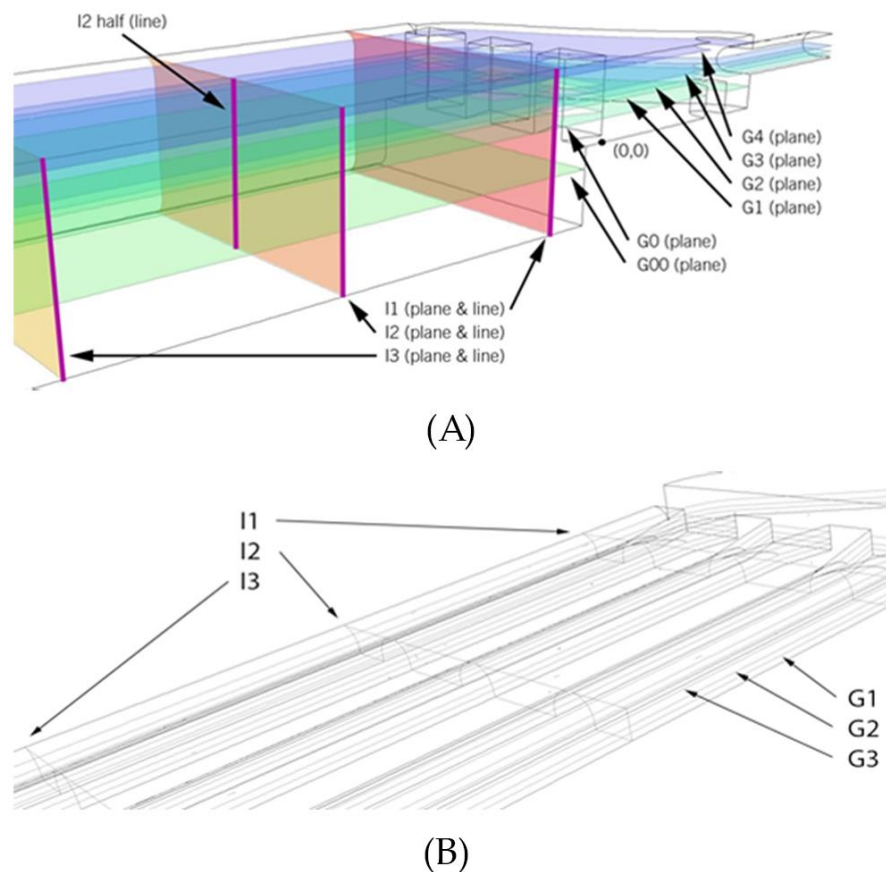 I2 half (line)
G4 (plane)
G3 (plane)
G2 (plane)
G1 (plane)
(0,0)
G0 (plane)
G00 (plane)
I1 (plane & line)
I2 (plane & line)
I3 (plane & line)
(A)
I1
I2
I3
G1
G2
G3
(B)